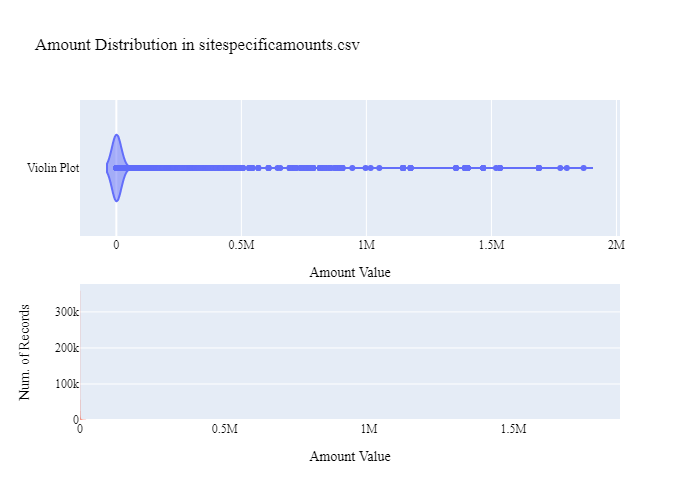 Amount Distribution in sitespecificamounts.csv
Violin Plot
0 0.5M 1M 1.5M 2M
Amount Value
Num. of Records
300k
200k
100k
0
0 0.5M 1M 1.5M
Amount Value